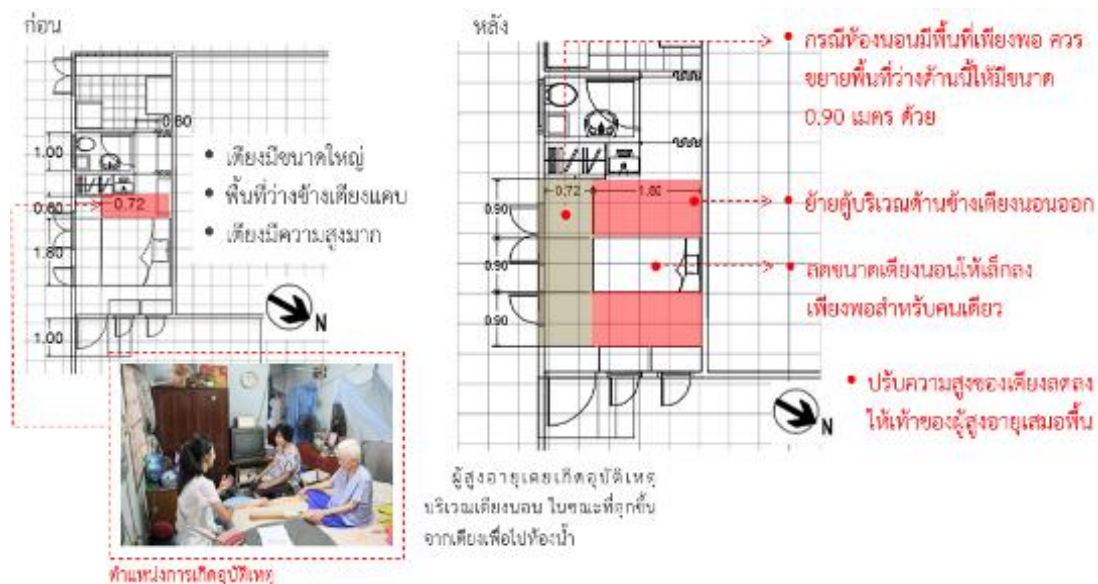 ก่อน
0.60
1.00
0.60
0.72
1.80
1.00
N
• เตียงมีขนาดใหญ่
• พื้นที่ว่างข้างเตียงแคบ
• เตียงมีความสูงมาก
ตำแหน่งการเกิดอุบัติเหตุ
หลัง
0.72
1.80
0.90
0.90
0.90
N
• กรณีห้องนอนมีพื้นที่เพียงพอ ควร
ขยายพื้นที่ว่างด้านนี้ให้มีขนาด
0.90 เมตร ด้วย
• ย้ายตู้บริเวณด้านข้างเตียงนอนออก
• ลดขนาดเตียงนอนให้เล็กลง
เพียงพอสำหรับคนเดียว
• ปรับความสูงของเตียงลดลง
ให้เท้าของผู้สูงอายุเสมอพื้น
ผู้สูงอายุเคยเกิดอุบัติเหตุ
บริเวณเตียงนอน ในขณะที่ลุกขึ้น
จากเตียงเพื่อไปห้องน้ำ